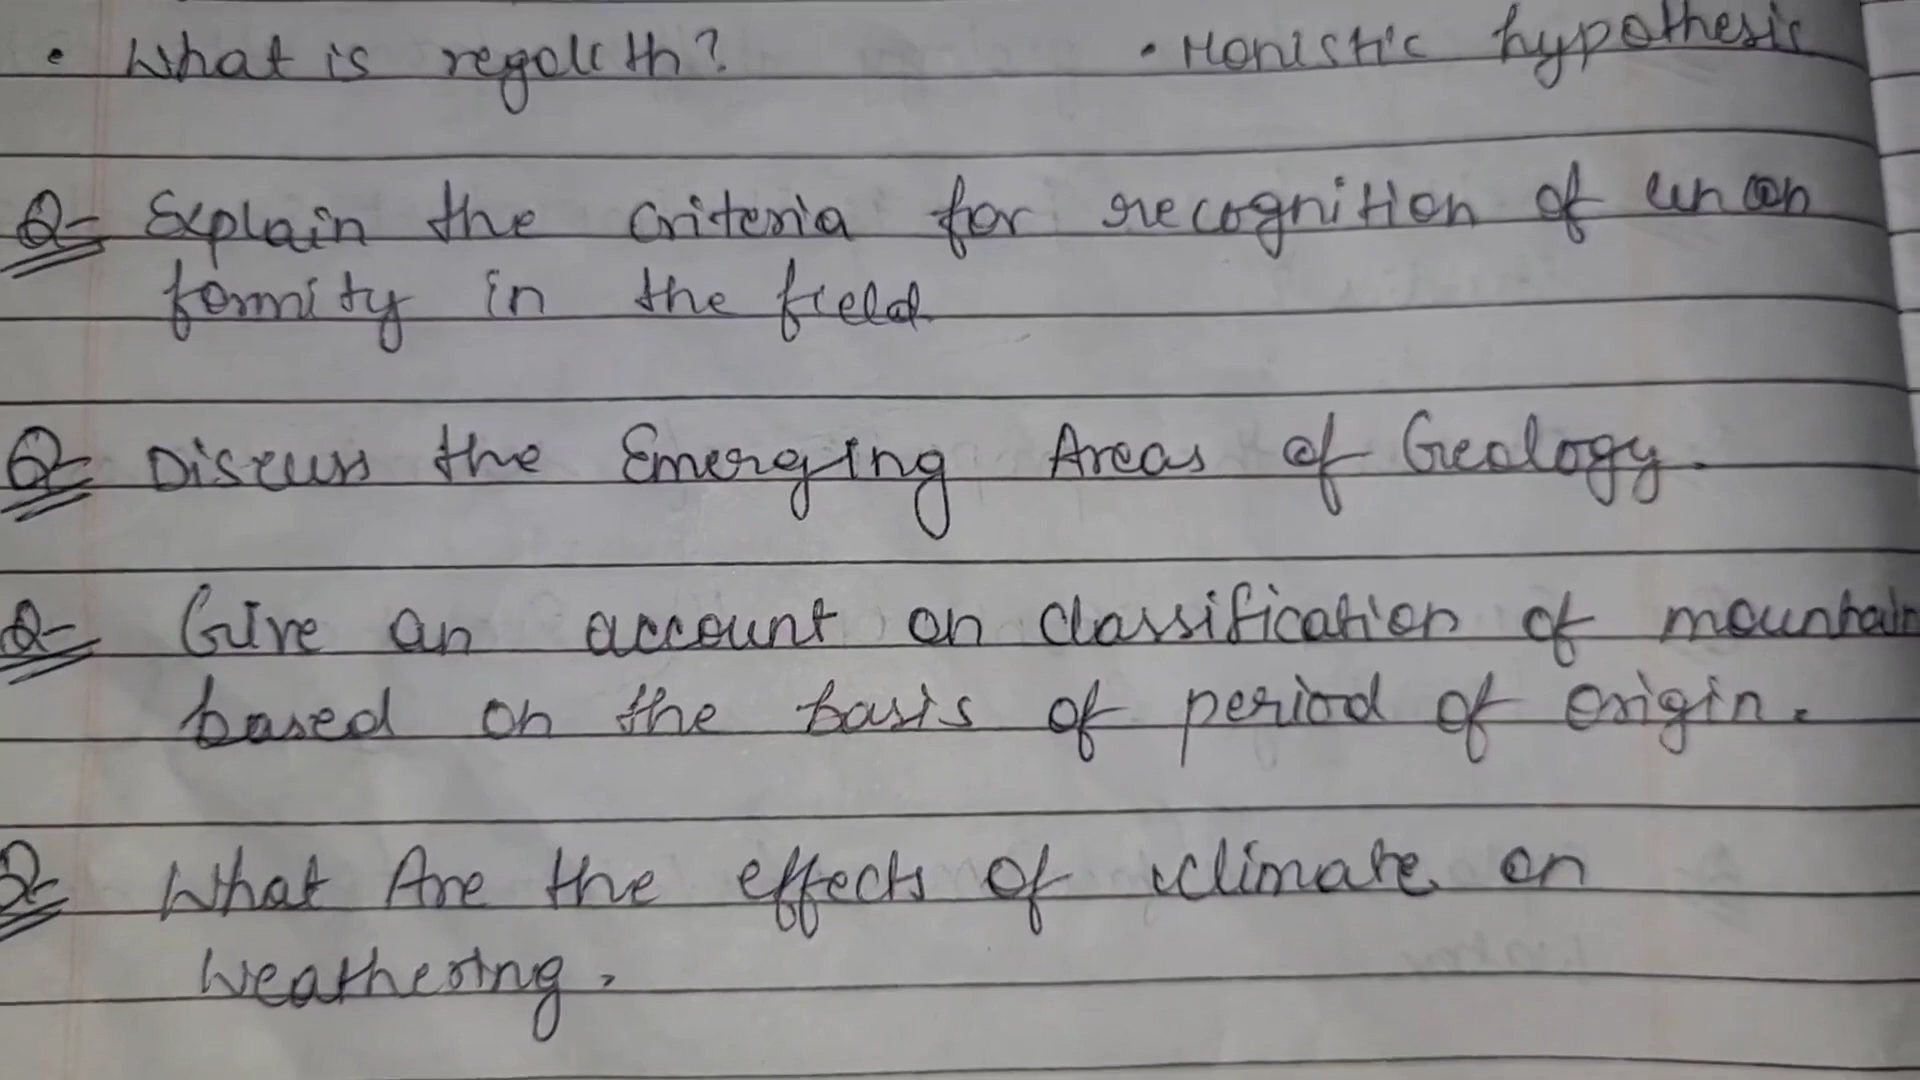 • What is regolith? • Monistic hypothesis
Q- Explain the criteria for recognition of uncon
formity in the field
Q- Discuss the Emerging Areas of Geology.
Q- Give an account on classification of mountain
based on the basis of period of origin.
Q- What Are the effects of climate on
weathering.